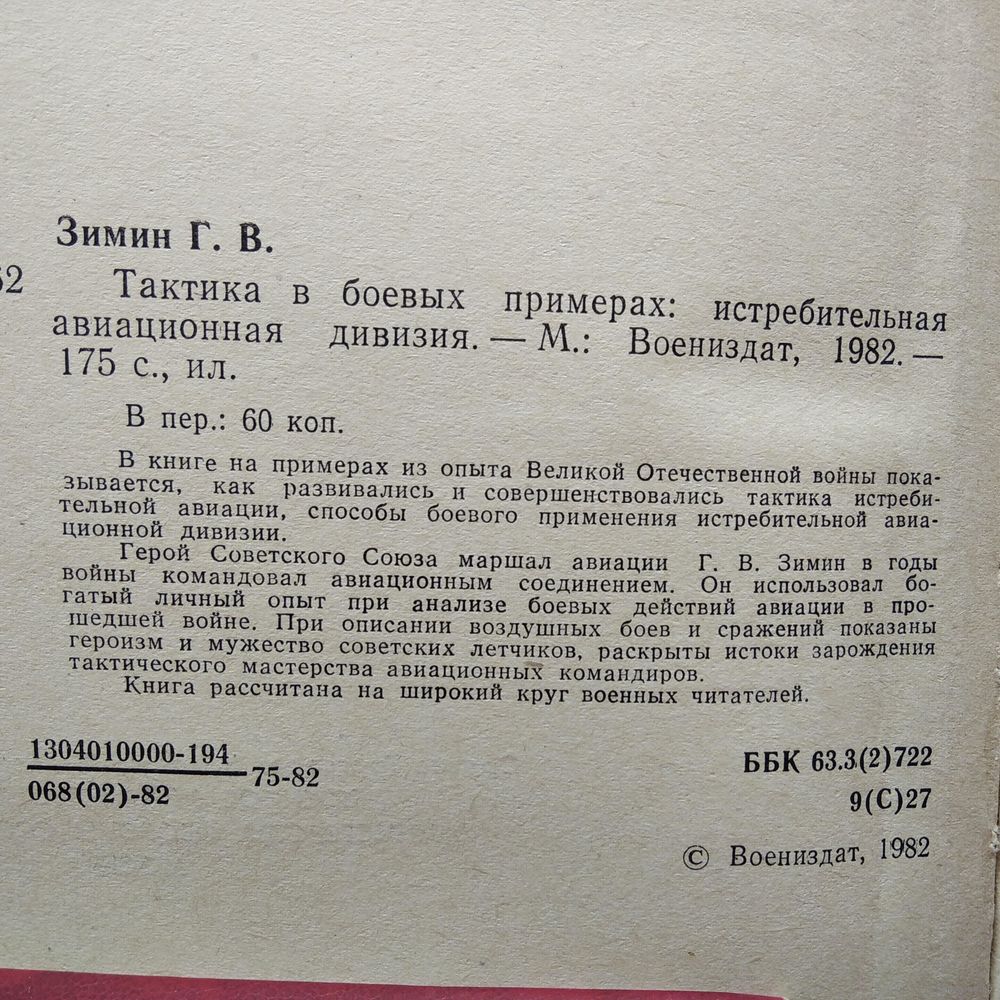 Зимин Г. В.
Тактика в боевых примерах: истребительная
авиационная дивизия. — М.: Воениздат, 1982. —
175 с., ил.
В пер.: 60 коп.
В книге на примерах из опыта Великой Отечественной войны пока-
зывается, как развивались и совершенствовались тактика истреби-
тельной авиации, способы боевого применения истребительной авиа-
ционной дивизии.
Герой Советского Союза маршал авиации Г. В. Зимин в годы
войны командовал авиационным соединением. Он использовал бо-
гатый личный опыт при анализе боевых действий авиации в про-
шедшей войне. При описании воздушных боев и сражений показаны
героизм и мужество советских летчиков, раскрыты истоки зарождения
тактического мастерства авиационных командиров.
Книга рассчитана на широкий круг военных читателей.
1304010000-194
068(02)-82
75-82
ББК 63.3(2)722
9(С)27
© Воениздат, 1982